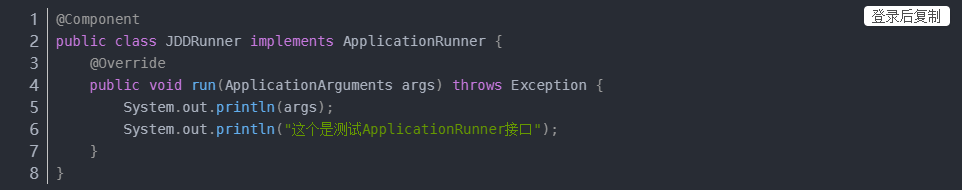 登录后复制
1 @Component
2 public class JDDRunner implements ApplicationRunner {
3     @Override
4     public void run(ApplicationArguments args) throws Exception {
5         System.out.println(args);
6         System.out.println("这个是测试ApplicationRunner接口");
7     }
8 }